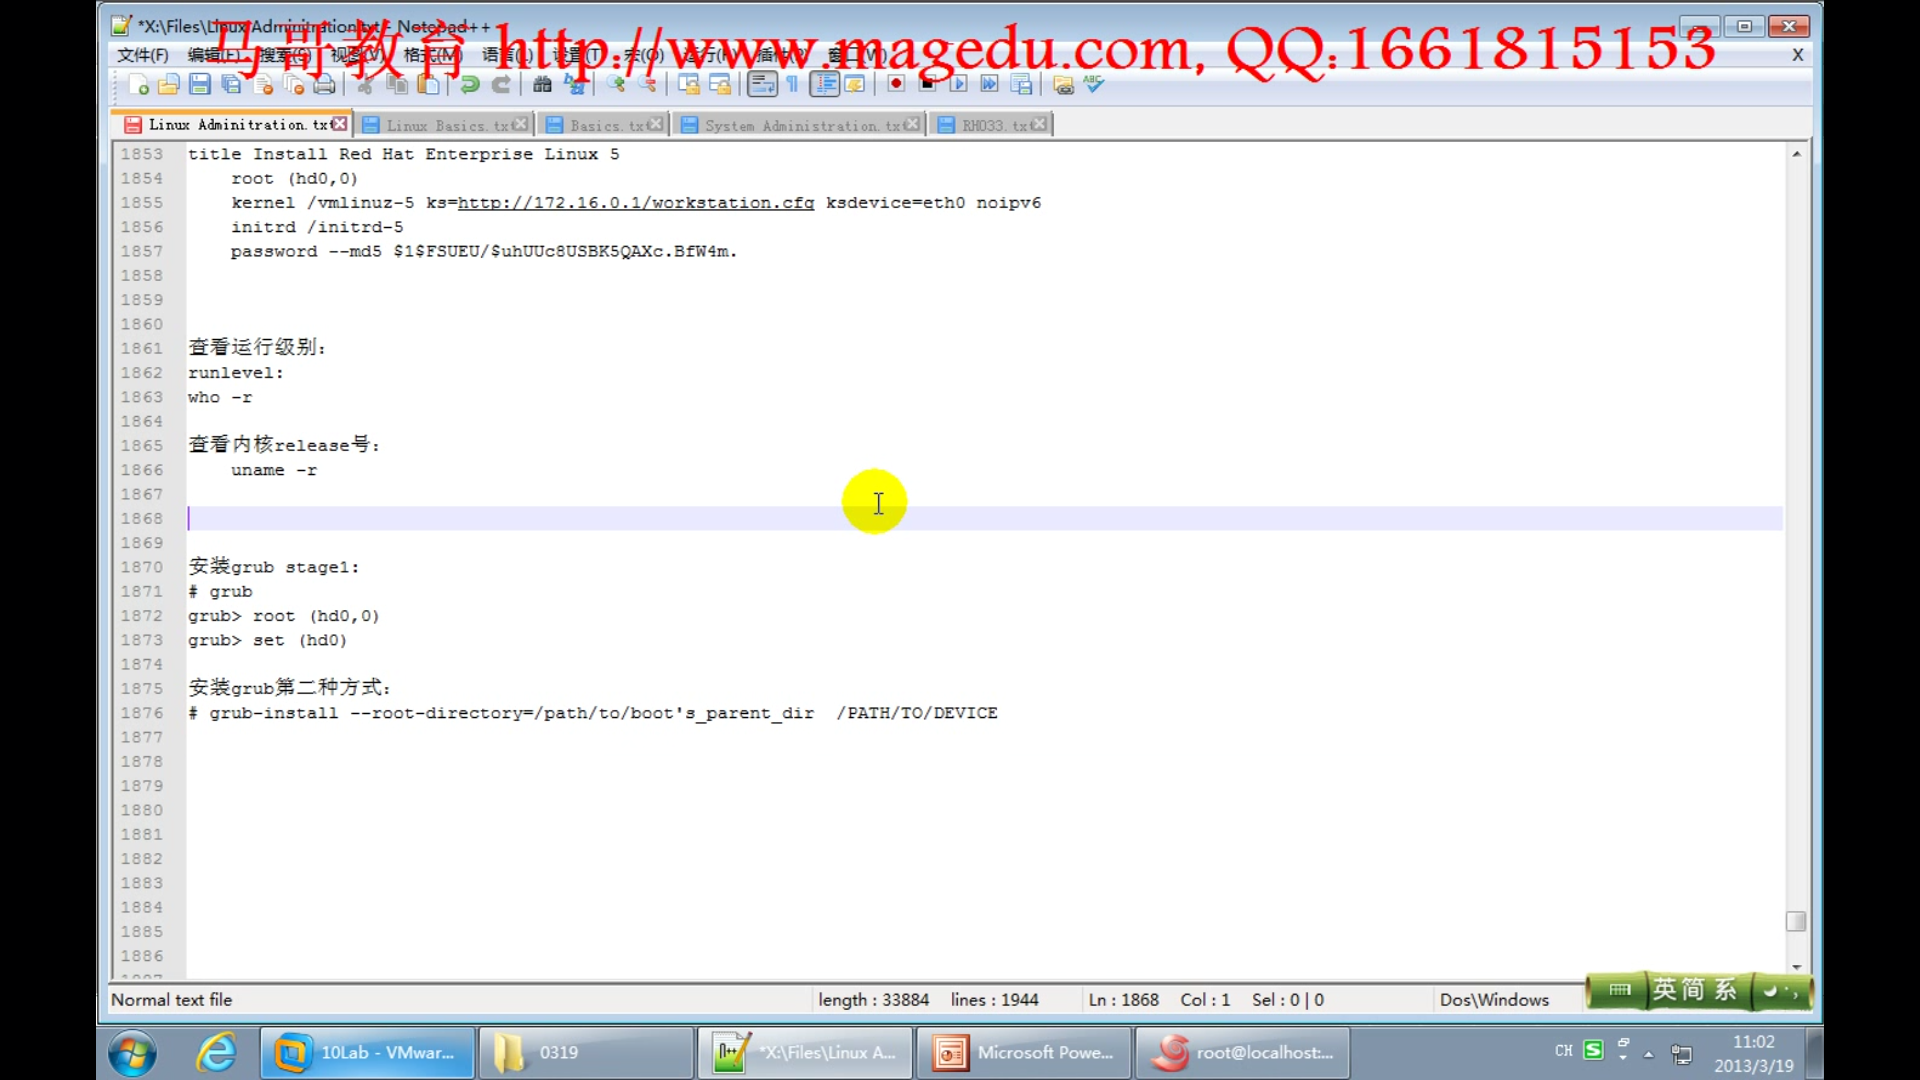 *X:\Files\Linux Adminitration.txt - Notepad++
马哥教育 http://www.magedu.com, QQ:1661815153
文件(F) 编辑(E) 搜索(S) 视图(V) 格式(M) 语言(L) 设置(T) 宏(O) 运行(R) 插件(P) 窗口(W) X
Linux Adminitration.txt Linux Basics.txt Basics.txt System Administration.txt RH033.txt
1853 title Install Red Hat Enterprise Linux 5
1854 root (hd0,0)
1855 kernel /vmlinuz-5 ks=http://172.16.0.1/workstation.cfg ksdevice=eth0 noipv6
1856 initrd /initrd-5
1857 password --md5 $1$FSUEU/$uhUUc8USBK5QAXc.BfW4m.
1858
1859
1860
1861 查看运行级别:
1862 runlevel:
1863 who -r
1864
1865 查看内核release号:
1866 uname -r
1867
1868
1869
1870 安装grub stage1:
1871 # grub
1872 grub> root (hd0,0)
1873 grub> set (hd0)
1874
1875 安装grub第二种方式:
1876 # grub-install --root-directory=/path/to/boot's_parent_dir /PATH/TO/DEVICE
1877
1878
1879
1880
1881
1882
1883
1884
1885
1886
Normal text file length : 33884 lines : 1944 Ln : 1868 Col : 1 Sel : 0 | 0 Dos\Windows
英简系
10Lab - VMwar... 0319 *X:\Files\Linux A... Microsoft Powe... root@localhost:... CH 11:02
2013/3/19